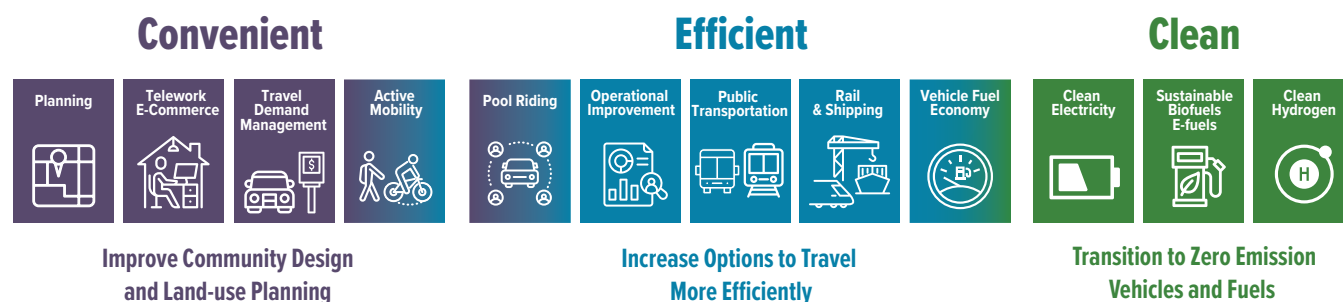 Convenient
Planning
Telework
E-Commerce
Travel
Demand
Management
$
Active
Mobility
Improve Community Design
and Land-use Planning
Efficient
Pool Riding
Operational
Improvement
Public
Transportation
Rail
& Shipping
Vehicle Fuel
Economy
Increase Options to Travel
More Efficiently
Clean
Clean
Electricity
Sustainable
Biofuels
E-fuels
Clean
Hydrogen
H
Transition to Zero Emission
Vehicles and Fuels